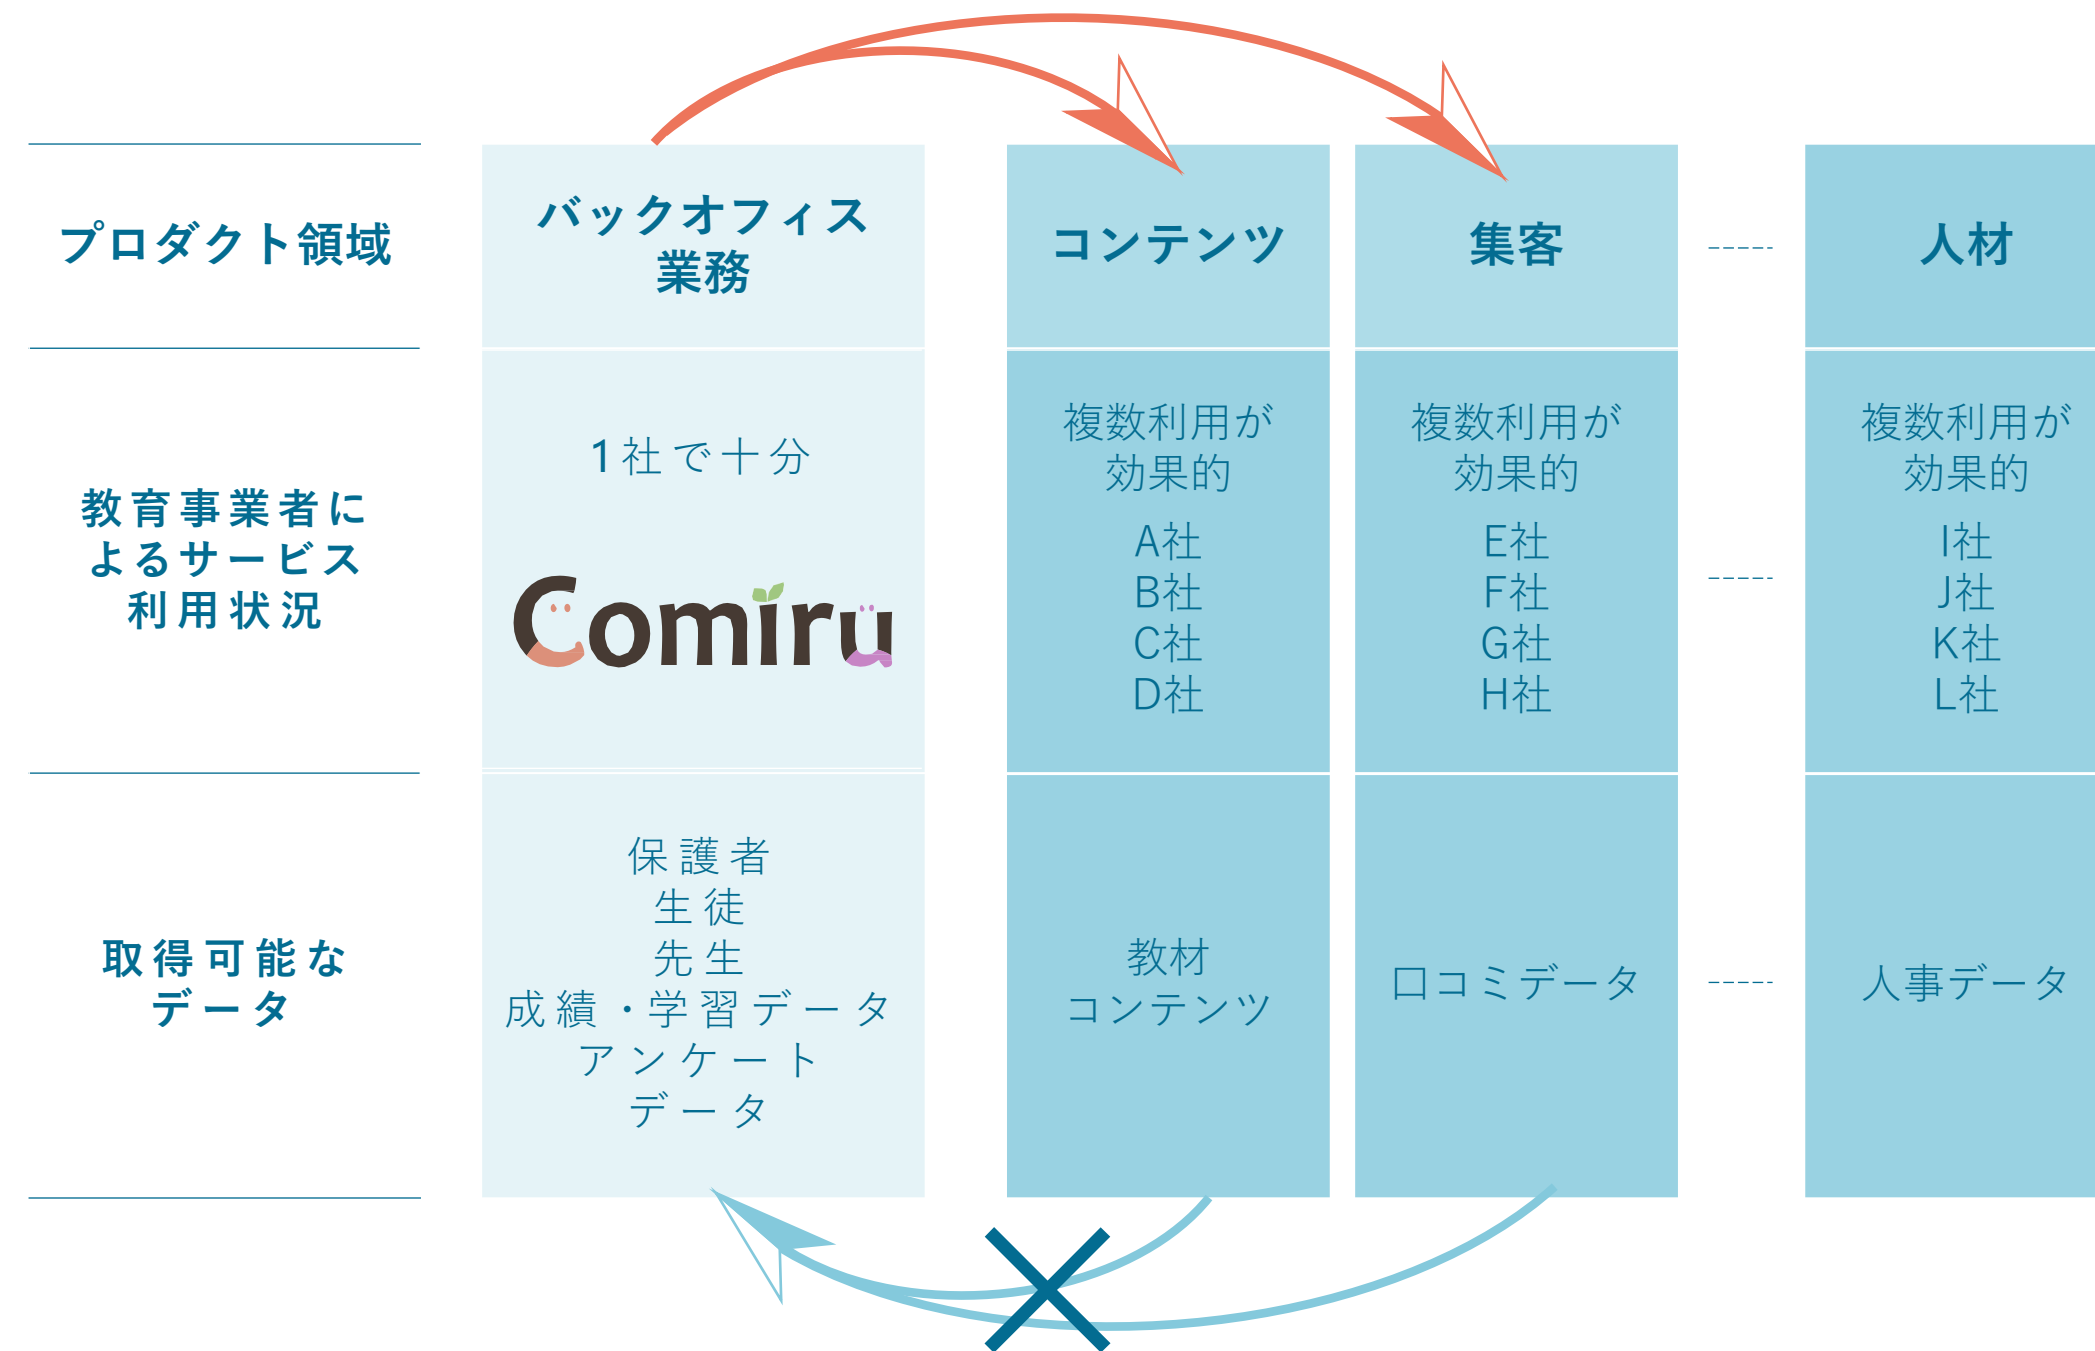 プロダクト領域
バックオフィス
業務
コンテンツ
集客
人材
教育事業者に
よるサービス
利用状況
1社で十分
Comiru
複数利用が
効果的
A社
B社
C社
D社
複数利用が
効果的
E社
F社
G社
H社
複数利用が
効果的
I社
J社
K社
L社
取得可能な
データ
保護者
生徒
先生
成績・学習データ
アンケート
データ
教材
コンテンツ
口コミデータ
人事データ